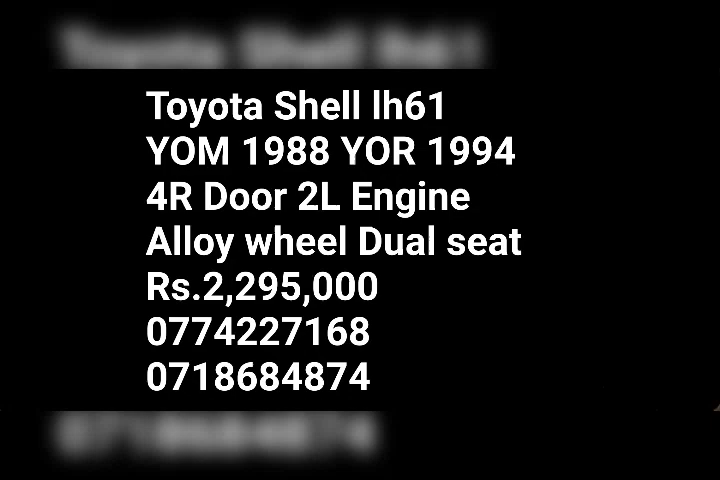 Toyota Shell lh61
YOM 1988 YOR 1994
4R Door 2L Engine
Alloy wheel Dual seat
Rs.2,295,000
0774227168
0718684874